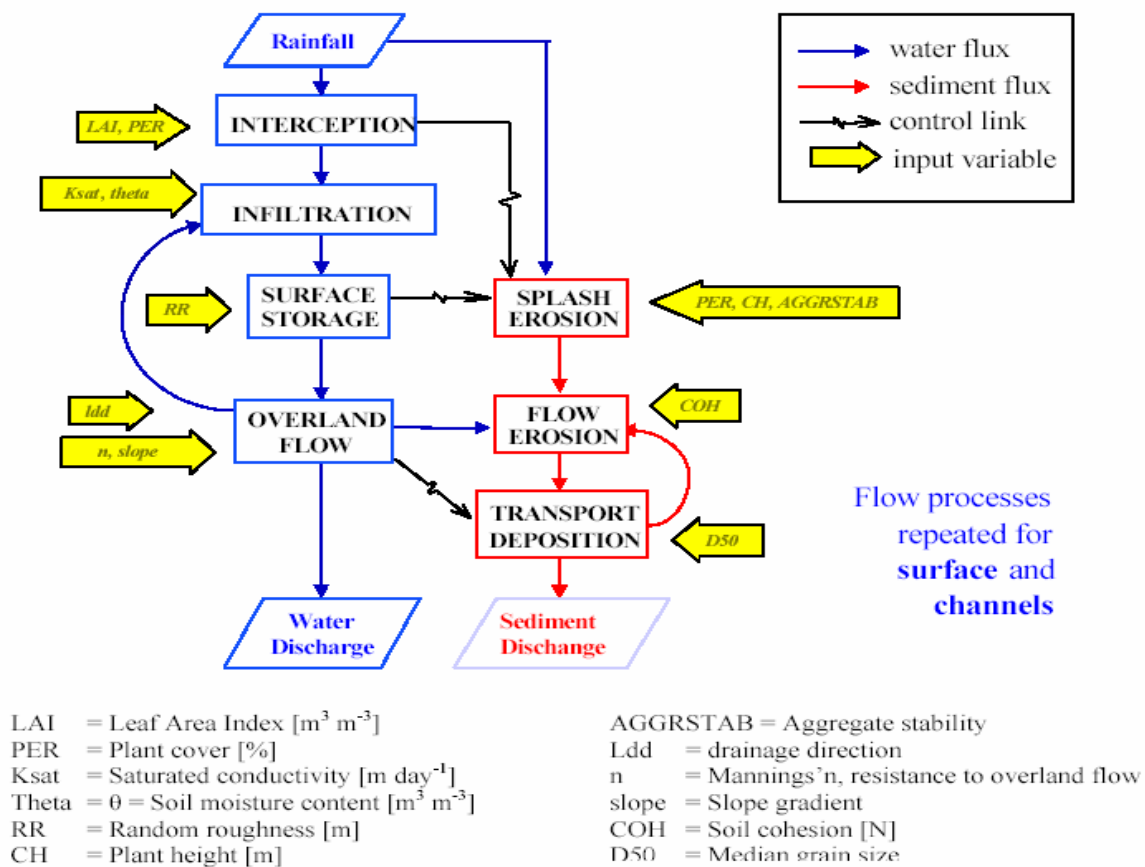 Rainfall
water flux
sediment flux
control link
input variable
LAI, PER
INTERCEPTION
Ksat, theta
INFILTRATION
RR
SURFACE
STORAGE
SPLASH
EROSION
PER, CH, AGGRSTAB
ldd
n, slope
OVERLAND
FLOW
FLOW
EROSION
COH
TRANSPORT
DEPOSITION
D50
Flow processes
repeated for
surface and
channels
Water
Discharge
Sediment
Dischange
LAI = Leaf Area Index [m³ m⁻³]
PER = Plant cover [%]
Ksat = Saturated conductivity [m day⁻¹]
Theta = θ = Soil moisture content [m³ m⁻³]
RR = Random roughness [m]
CH = Plant height [m]
AGGRSTAB = Aggregate stability
Ldd = drainage direction
n = Mannings'n, resistance to overland flow
slope = Slope gradient
COH = Soil cohesion [N]
D50 = Median grain size